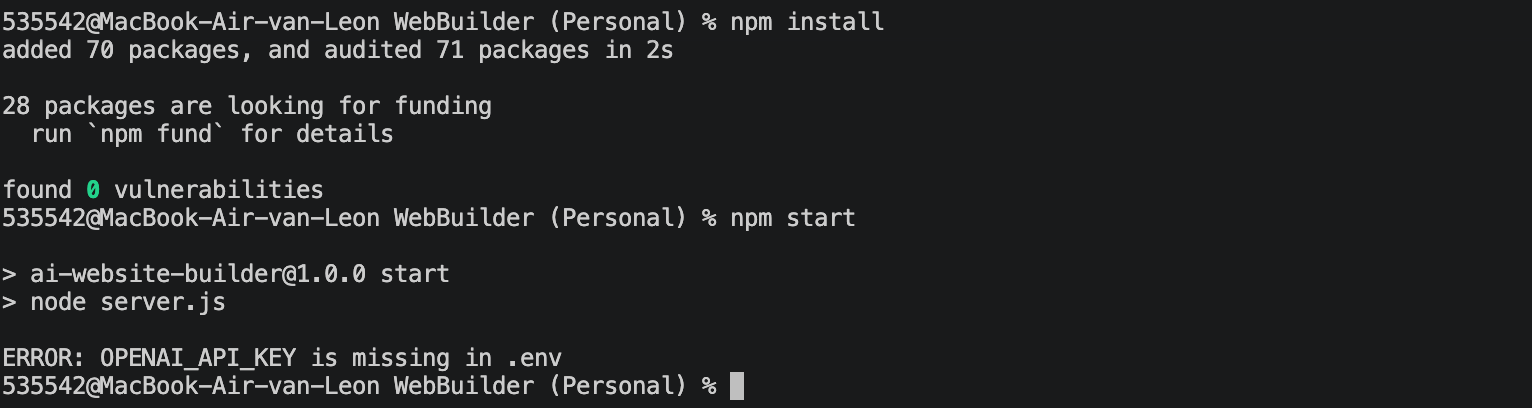 535542@MacBook-Air-van-Leon WebBuilder (Personal) % npm install
added 70 packages, and audited 71 packages in 2s
28 packages are looking for funding
  run `npm fund` for details
found 0 vulnerabilities
535542@MacBook-Air-van-Leon WebBuilder (Personal) % npm start
> ai-website-builder@1.0.0 start
> node server.js
ERROR: OPENAI_API_KEY is missing in .env
535542@MacBook-Air-van-Leon WebBuilder (Personal) %